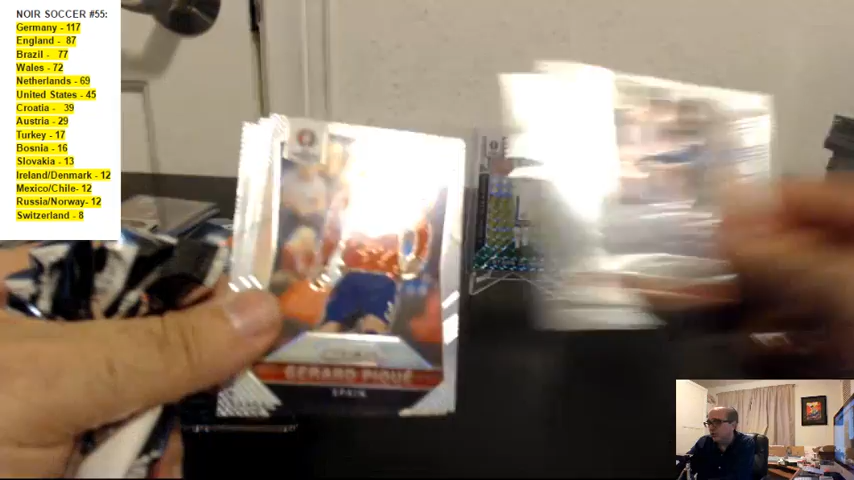 NOIR SOCCER #55:
Germany - 117
England - 87
Brazil - 77
Wales - 72
Netherlands - 69
United States - 45
Croatia - 39
Austria - 29
Turkey - 17
Bosnia - 16
Slovakia - 13
Ireland/Denmark - 12
Mexico/Chile- 12
Russia/Norway- 12
Switzerland - 8
GERARD PIQUÉ
SPAIN